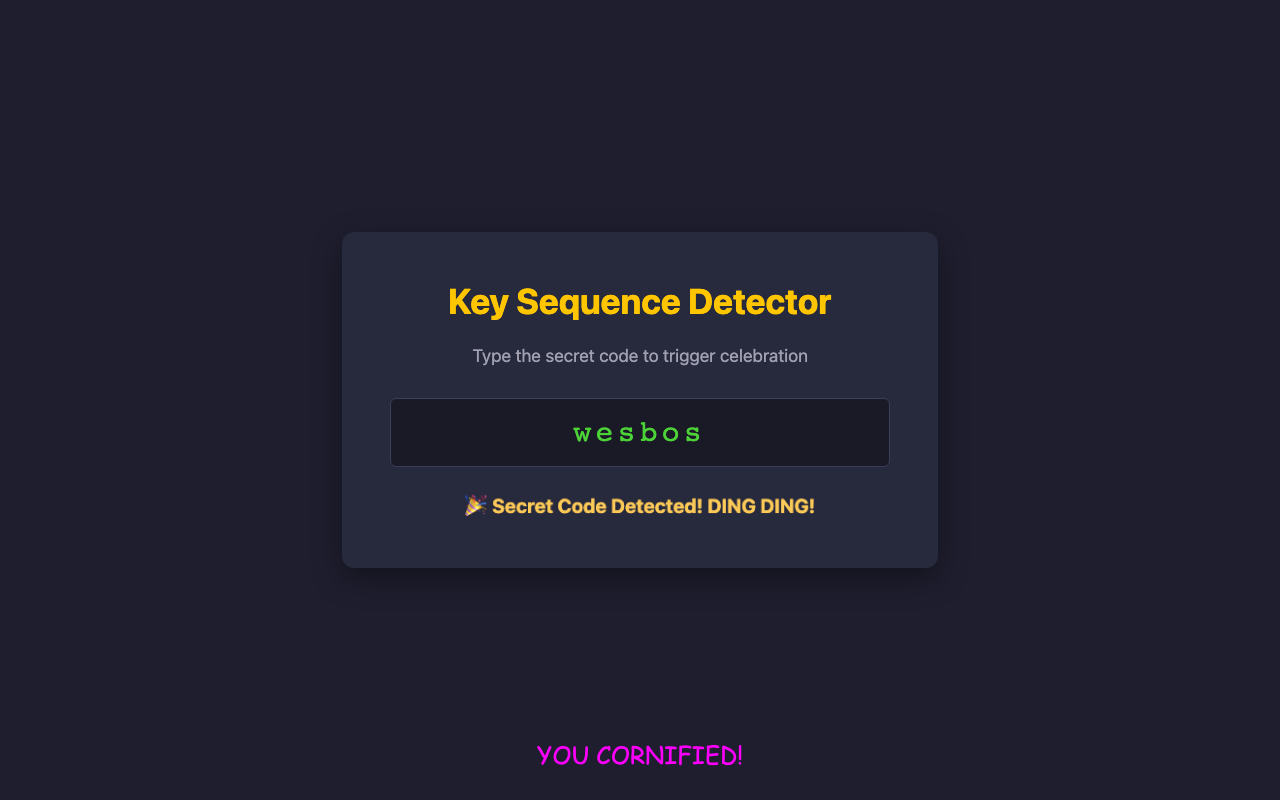 Key Sequence Detector
Type the secret code to trigger celebration
wesbos
🎉 Secret Code Detected! DING DING!
YOU CORNIFIED!